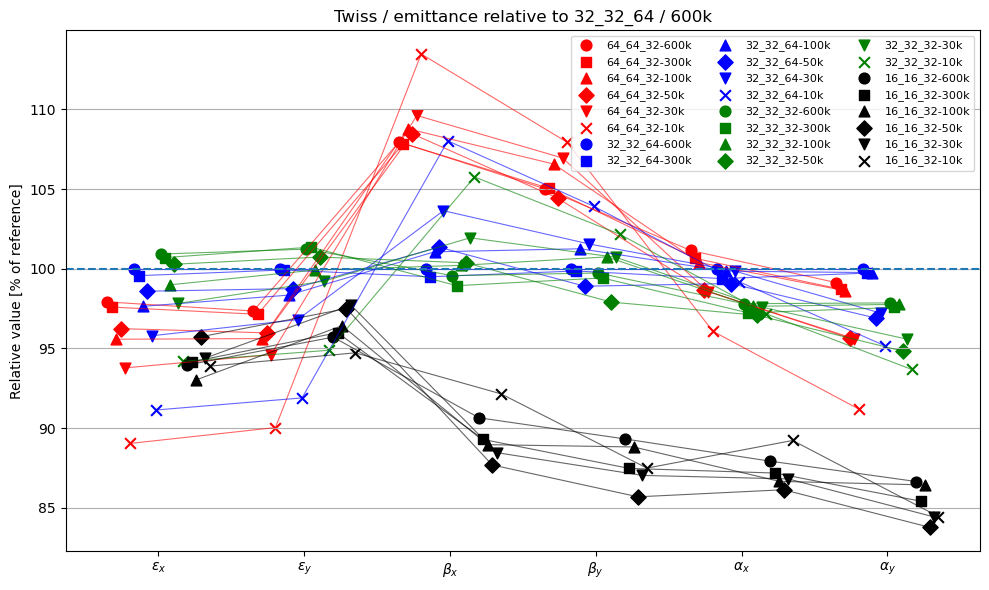 Twiss / emittance relative to 32_32_64 / 600k
Relative value [% of reference]
110
105
100
95
90
85
εx
εy
βx
βy
αx
αy
64_64_32-600k
64_64_32-300k
64_64_32-100k
64_64_32-50k
64_64_32-30k
64_64_32-10k
32_32_64-600k
32_32_64-300k
32_32_64-100k
32_32_64-50k
32_32_64-30k
32_32_64-10k
32_32_32-600k
32_32_32-300k
32_32_32-100k
32_32_32-50k
32_32_32-30k
32_32_32-10k
16_16_32-600k
16_16_32-300k
16_16_32-100k
16_16_32-50k
16_16_32-30k
16_16_32-10k